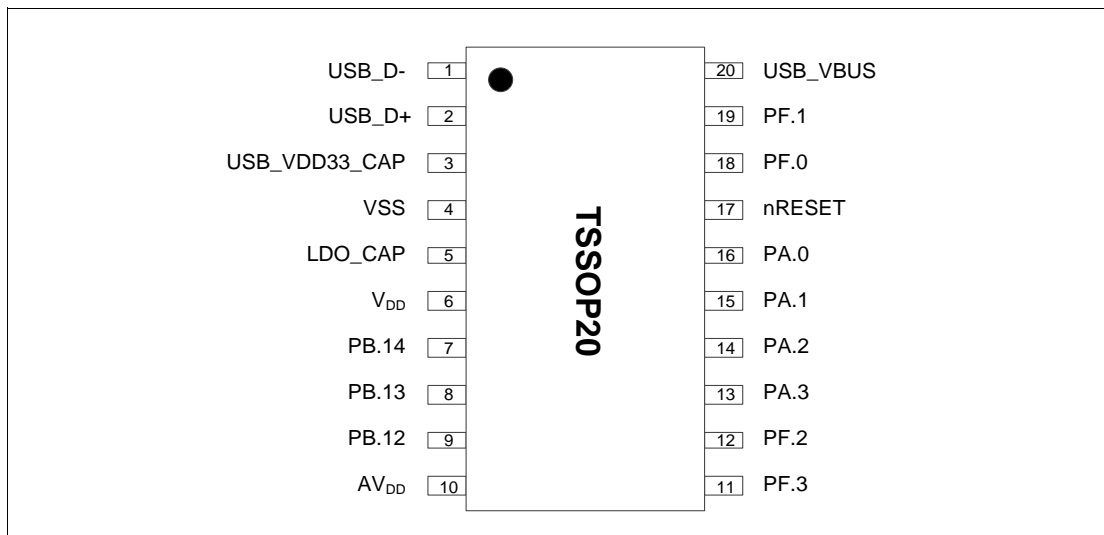 USB_D- 1 20 USB_VBUS
USB_D+ 2 19 PF.1
USB_VDD33_CAP 3 18 PF.0
VSS 4 17 nRESET
LDO_CAP 5 16 PA.0
VDD 6 15 PA.1
PB.14 7 14 PA.2
PB.13 8 13 PA.3
PB.12 9 12 PF.2
AVDD 10 11 PF.3
TSSOP20